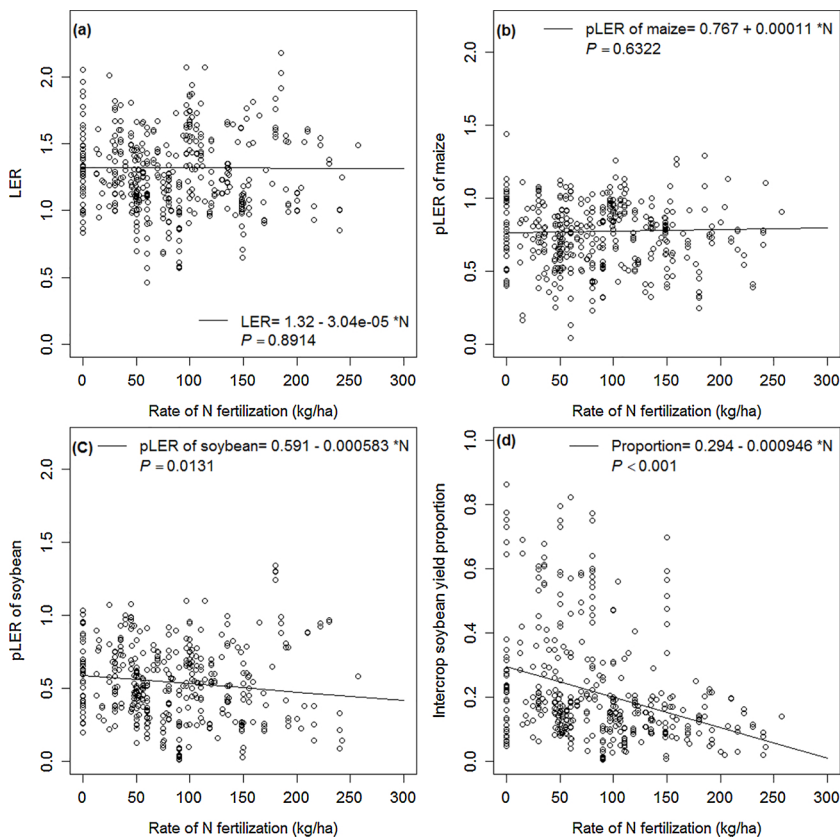 (a)
LER
2.0
1.5
1.0
0.5
0.0
LER= 1.32 - 3.04e-05 *N
P = 0.8914
0 50 100 150 200 250 300
Rate of N fertilization (kg/ha)
(b)
pLER of maize= 0.767 + 0.00011 *N
P = 0.6322
pLER of maize
2.0
1.5
1.0
0.5
0.0
0 50 100 150 200 250 300
Rate of N fertilization (kg/ha)
(C)
pLER of soybean= 0.591 - 0.000583 *N
P = 0.0131
pLER of soybean
2.0
1.5
1.0
0.5
0.0
0 50 100 150 200 250 300
Rate of N fertilization (kg/ha)
(d)
Proportion= 0.294 - 0.000946 *N
P < 0.001
Intercrop soybean yield proportion
1.0
0.8
0.6
0.4
0.2
0.0
0 50 100 150 200 250 300
Rate of N fertilization (kg/ha)